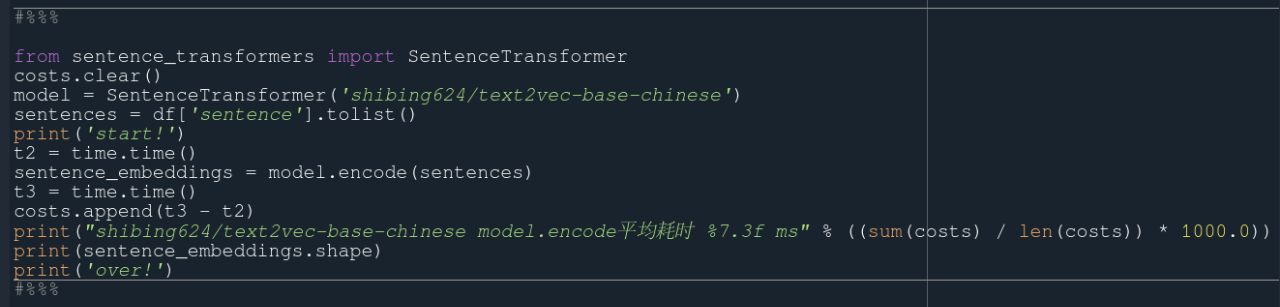 #%%%
from sentence_transformers import SentenceTransformer
costs.clear()
model = SentenceTransformer('shibing624/text2vec-base-chinese')
sentences = df['sentence'].tolist()
print('start!')
t2 = time.time()
sentence_embeddings = model.encode(sentences)
t3 = time.time()
costs.append(t3 - t2)
print("shibing624/text2vec-base-chinese model.encode平均耗时 %7.3f ms" % ((sum(costs) / len(costs)) * 1000.0))
print(sentence_embeddings.shape)
print('over!')
#%%%